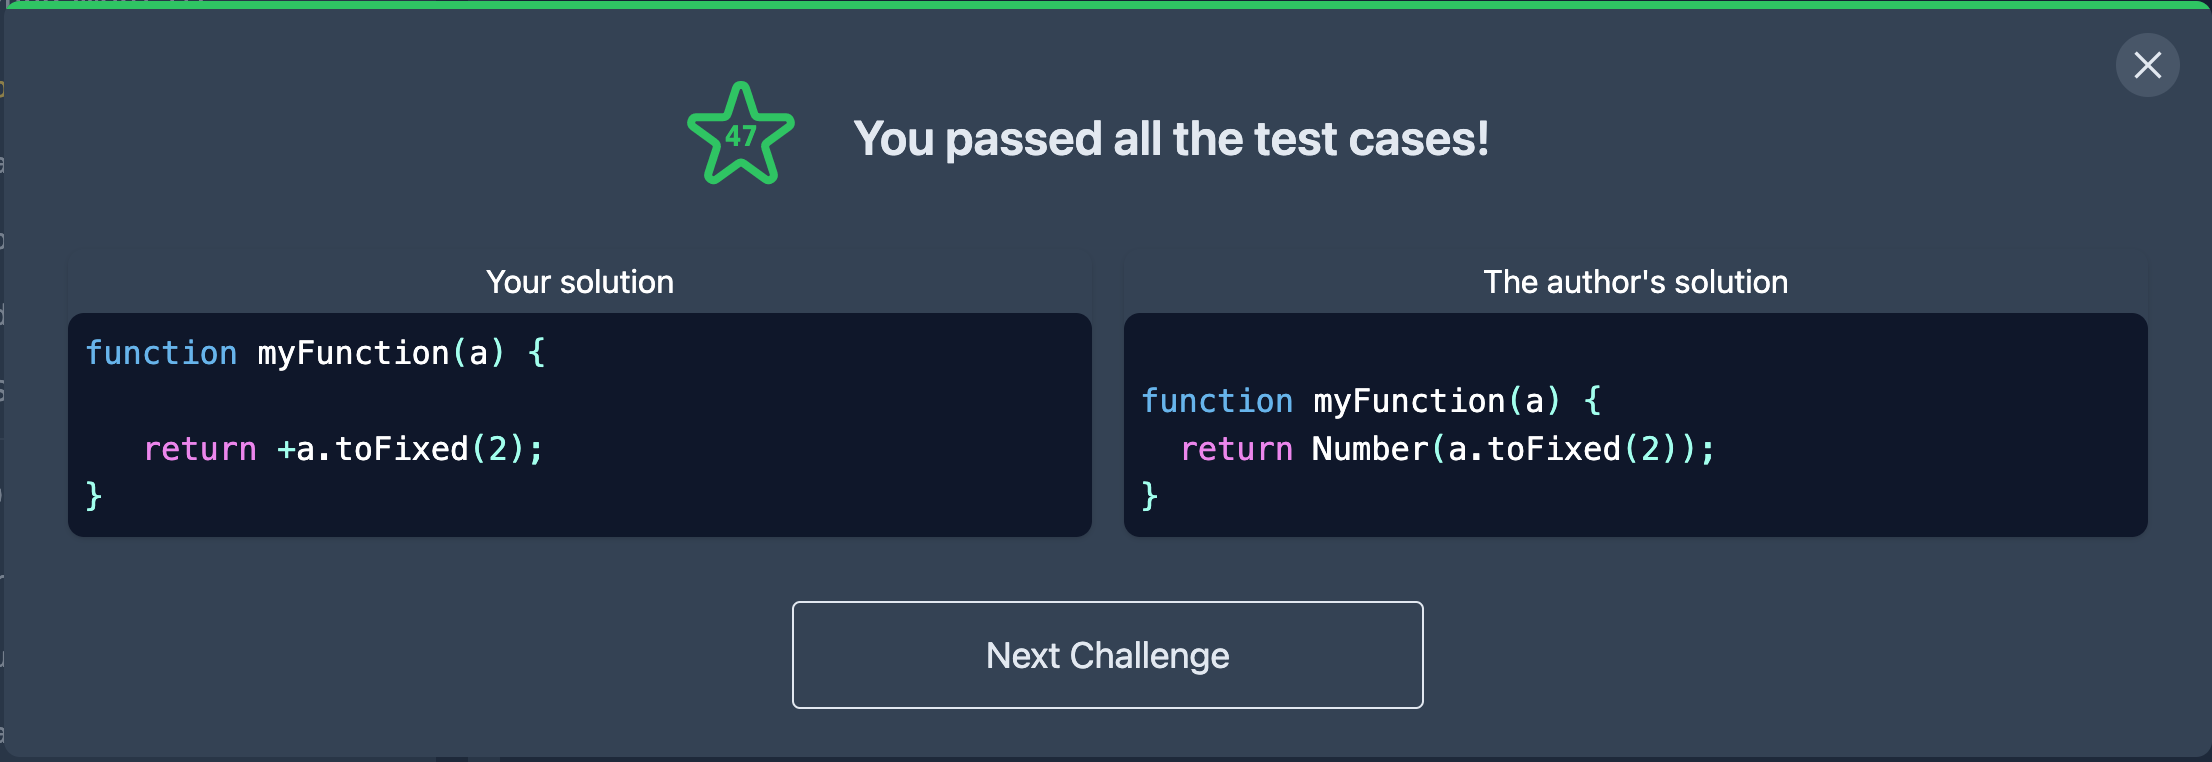 47
You passed all the test cases!
Your solution
function myFunction(a) {
return +a.toFixed(2);
}
The author's solution
function myFunction(a) {
return Number(a.toFixed(2));
}
Next Challenge